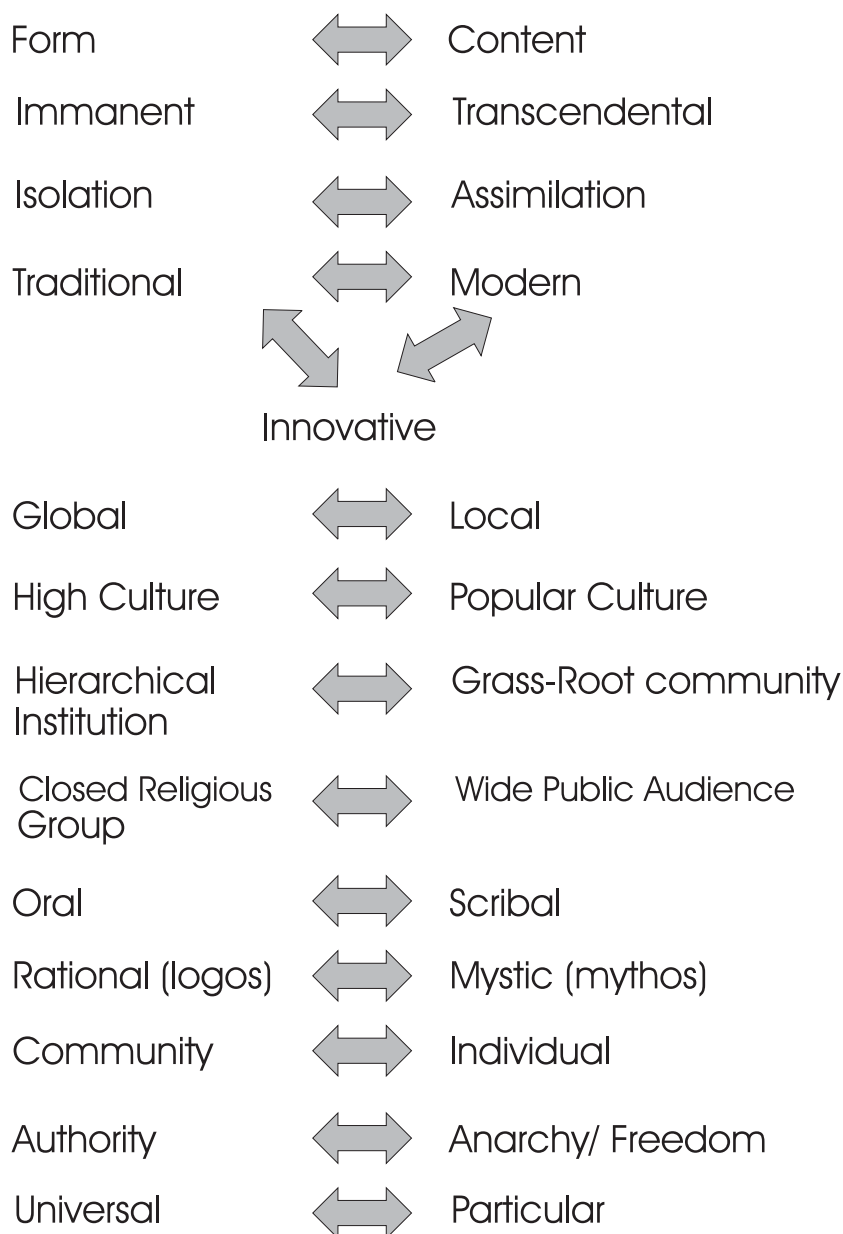 Form Content
Immanent Transcendental
Isolation Assimilation
Traditional Modern
Innovative
Global Local
High Culture Popular Culture
Hierarchical Grass-Root community
Institution
Closed Religious Wide Public Audience
Group
Oral Scribal
Rational (logos) Mystic (mythos)
Community Individual
Authority Anarchy/ Freedom
Universal Particular